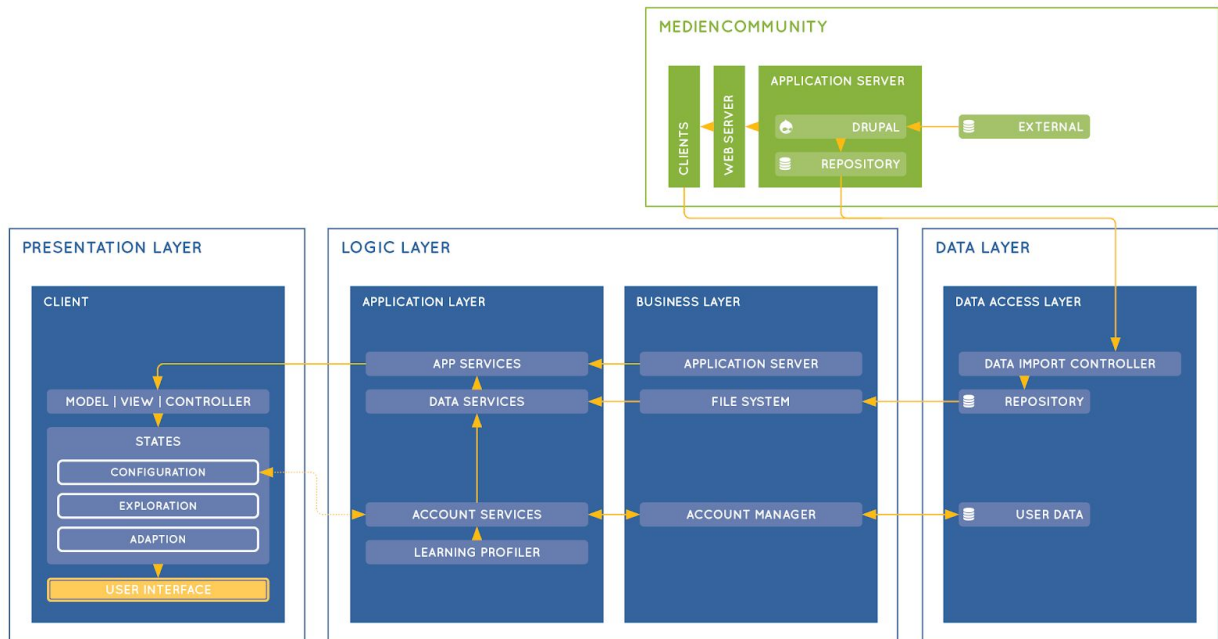 MEDIENCOMMUNITY
CLIENTS
WEB SERVER
APPLICATION SERVER
DRUPAL
EXTERNAL
REPOSITORY
PRESENTATION LAYER
CLIENT
MODEL | VIEW | CONTROLLER
STATES
CONFIGURATION
EXPLORATION
ADAPTION
USER INTERFACE
LOGIC LAYER
APPLICATION LAYER
APP SERVICES
DATA SERVICES
ACCOUNT SERVICES
LEARNING PROFILER
BUSINESS LAYER
APPLICATION SERVER
FILE SYSTEM
ACCOUNT MANAGER
DATA LAYER
DATA ACCESS LAYER
DATA IMPORT CONTROLLER
REPOSITORY
USER DATA